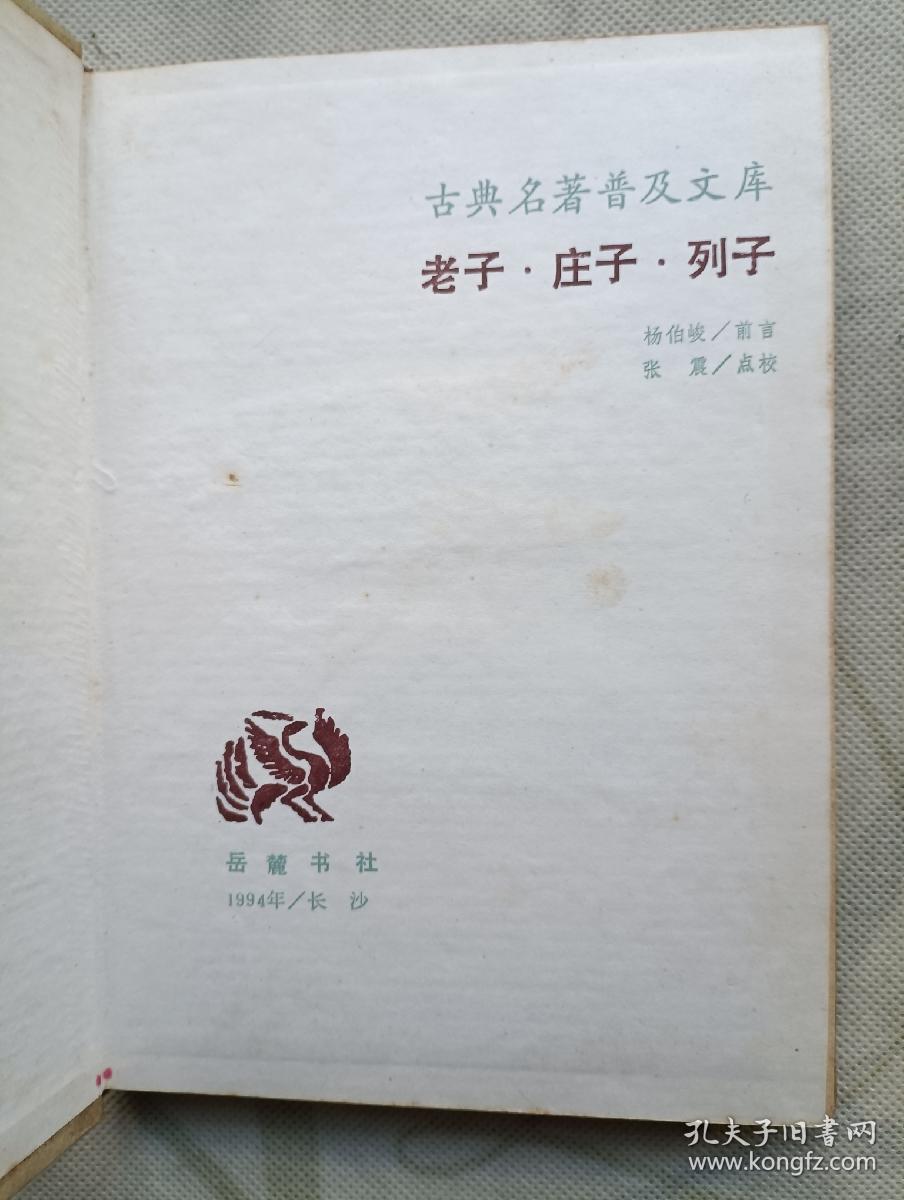 古典名著普及文库
老子·庄子·列子
杨伯峻／前言
张 震／点校
岳麓书社
1994年／长 沙
孔夫子旧书网
www.kongfz.com